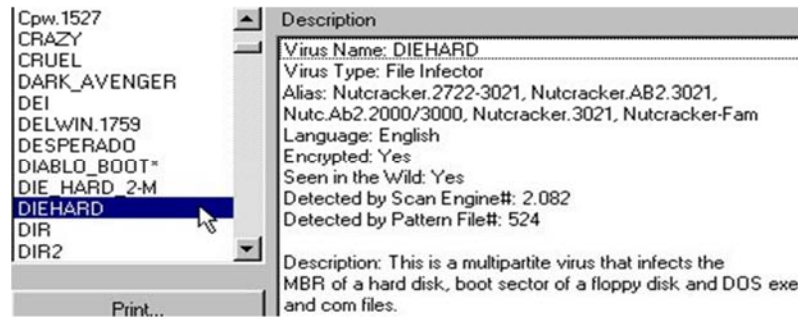 Cpw.1527
CRAZY
CRUEL
DARK_AVENGER
DEI
DELWIN.1759
DESPERADO
DIABLO_BOOT*
DIE_HARD_2-M
DIEHARD
DIR
DIR2
Print...
Description
Virus Name: DIEHARD
Virus Type: File Infector
Alias: Nutcracker.2722-3021, Nutcracker.AB2.3021,
Nutc.Ab2.2000/3000, Nutcracker.3021, Nutcracker-Fam
Language: English
Encrypted: Yes
Seen in the Wild: Yes
Detected by Scan Engine#: 2.082
Detected by Pattern File#: 524
Description: This is a multipartite virus that infects the
MBR of a hard disk, boot sector of a floppy disk and DOS exe
and com files.